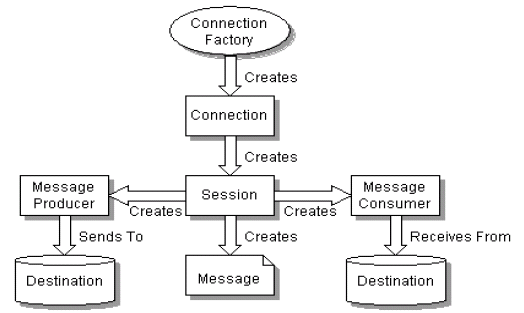 Connection
Factory
Creates
Connection
Creates
Message
Producer
Session
Message
Consumer
Creates
Creates
Sends To
Creates
Receives From
Destination
Message
Destination